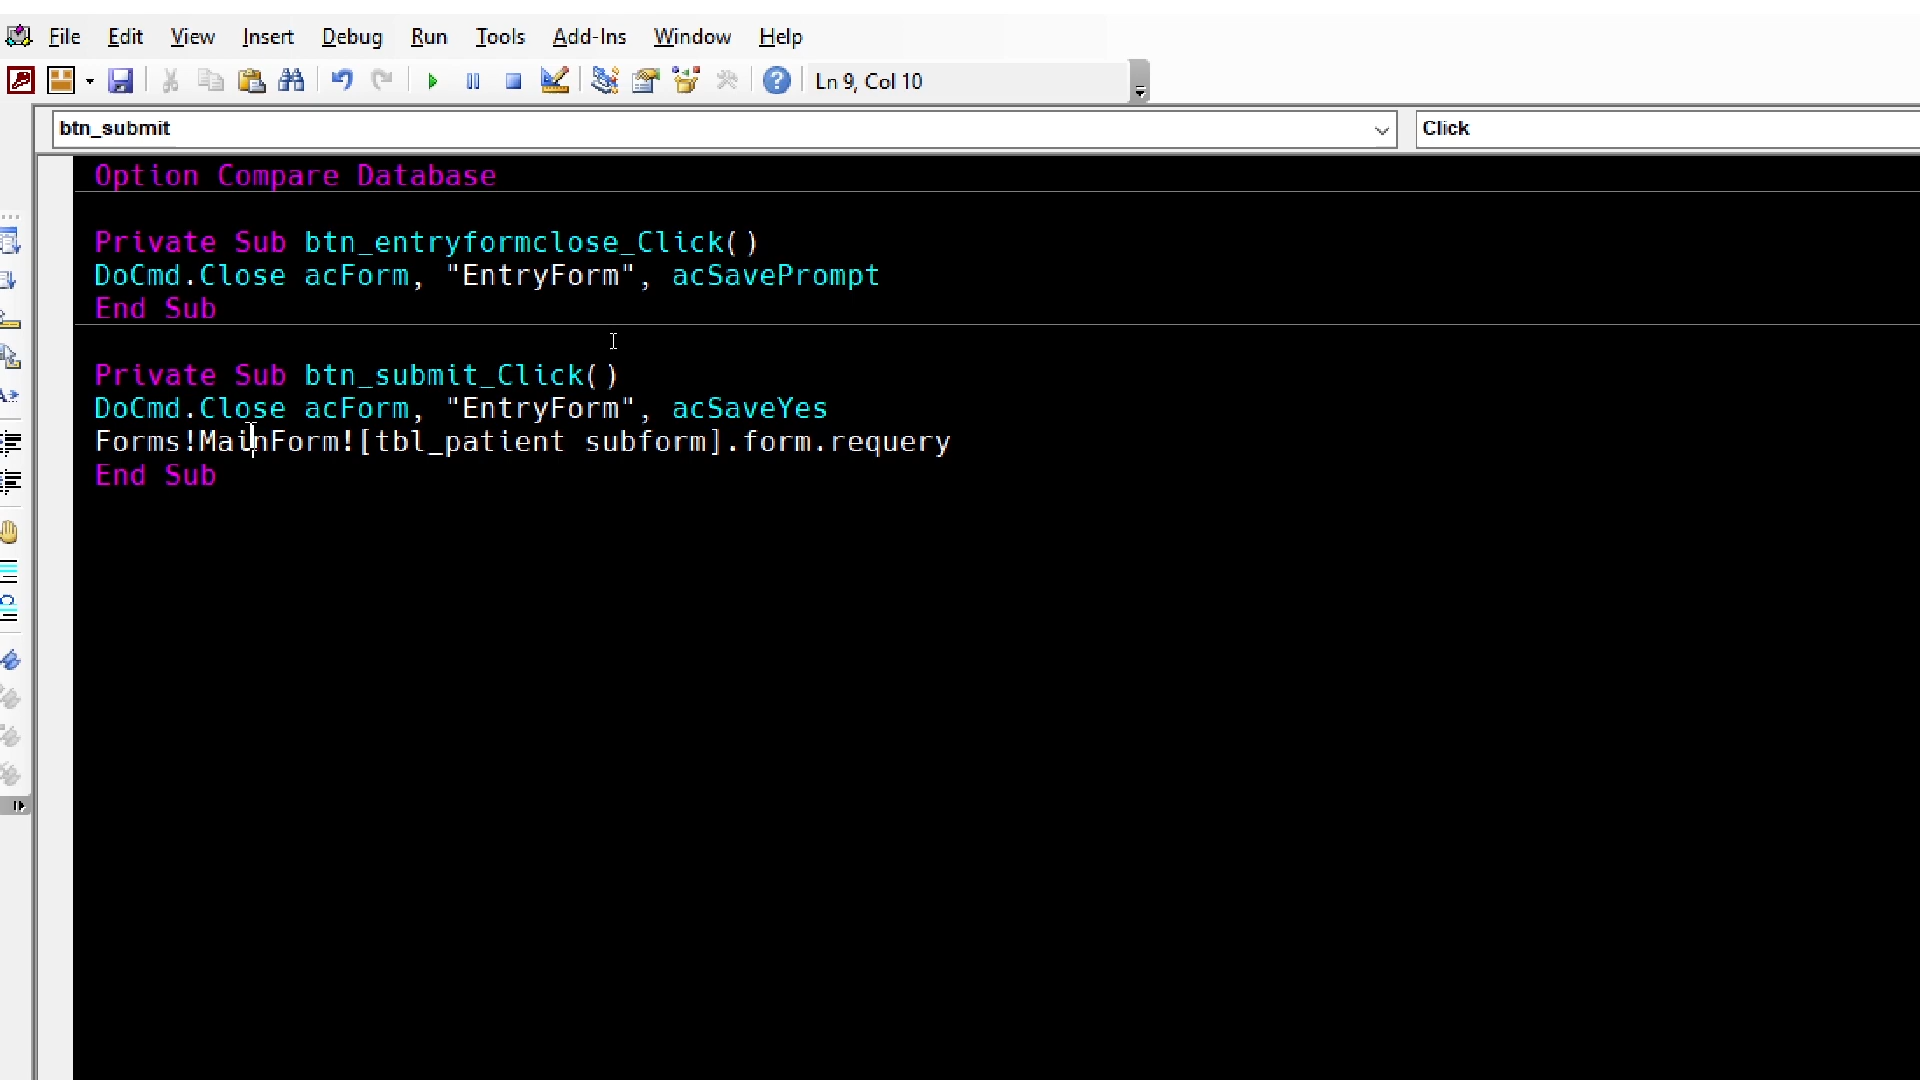 File Edit View Insert Debug Run Tools Add-Ins Window Help
Ln 9, Col 10
btn_submit Click
Option Compare Database
Private Sub btn_entryformclose_Click()
DoCmd.Close acForm, "EntryForm", acSavePrompt
End Sub
Private Sub btn_submit_Click()
DoCmd.Close acForm, "EntryForm", acSaveYes
Forms!MainForm![tbl_patient subform].form.requery
End Sub